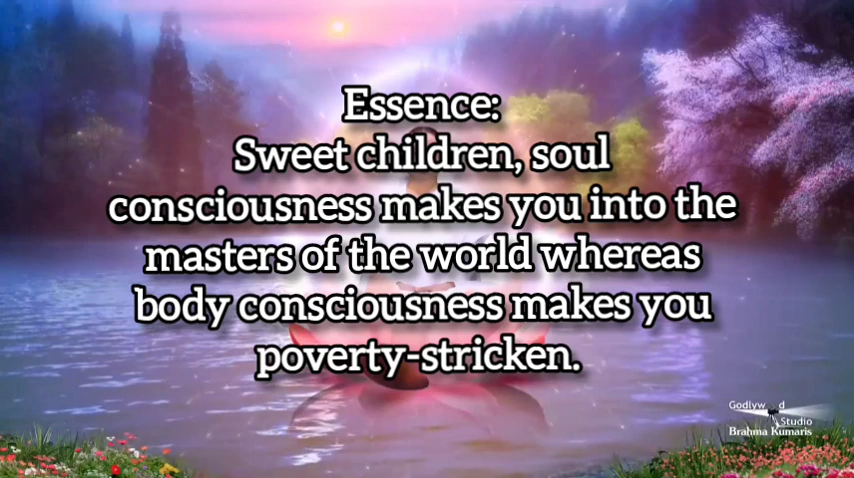 Essence:
Sweet children, soul
consciousness makes you into the
masters of the world whereas
body consciousness makes you
poverty-stricken.
Godlyw d
Studio
Brahma Kumaris